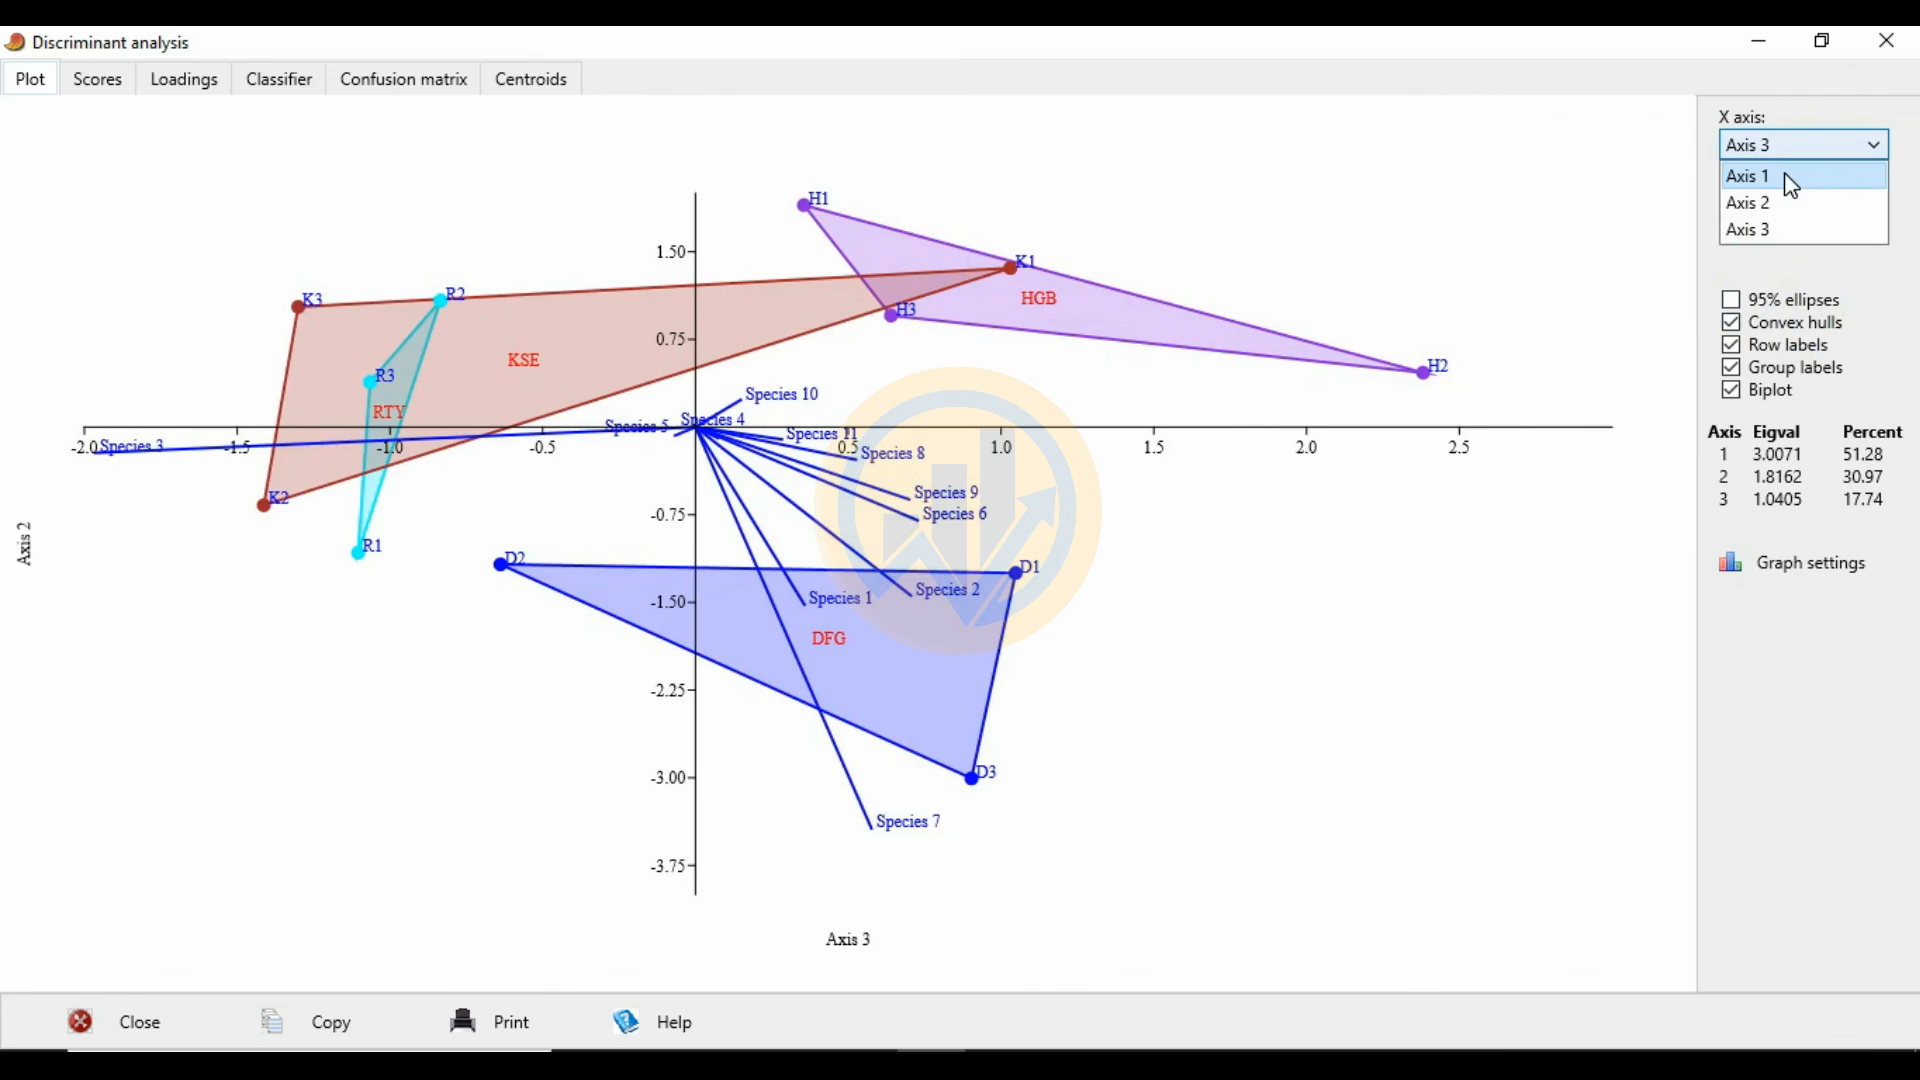 Discriminant analysis
Plot Scores Loadings Classifier Confusion matrix Centroids
X axis:
Axis 3
Axis 1
Axis 2
Axis 3
95% ellipses
Convex hulls
Row labels
Group labels
Biplot
Axis Eigval Percent
1 3.0071 51.28
2 1.8162 30.97
3 1.0405 17.74
Graph settings
H1
1.50
K1
HGB
K3
R2
H3
0.75
KSE
H2
R3
RTY
Species 10
Species 4
Species 5
Species 11
Species 3
-2.0 -1.5 -1.0 -0.5 0.5 1.0 1.5 2.0 2.5
Species 8
K2
Species 9
-0.75
Species 6
Axis 2
R1
D2
D1
Species 2
-1.50
Species 1
DFG
-2.25
-3.00
D3
Species 7
-3.75
Axis 3
Close Copy Print Help